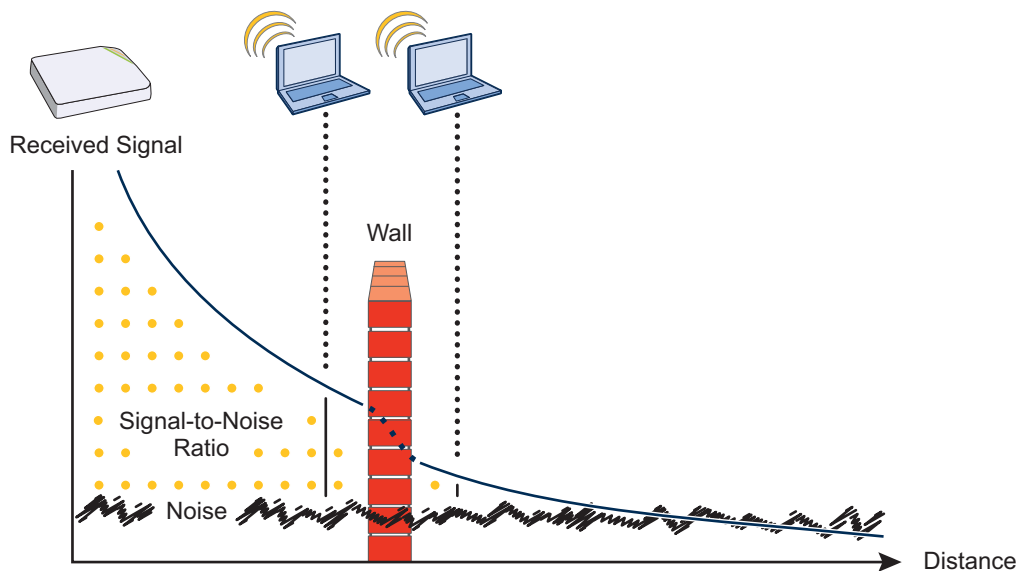 Received Signal
Wall
Signal-to-Noise
Ratio
Noise
Distance